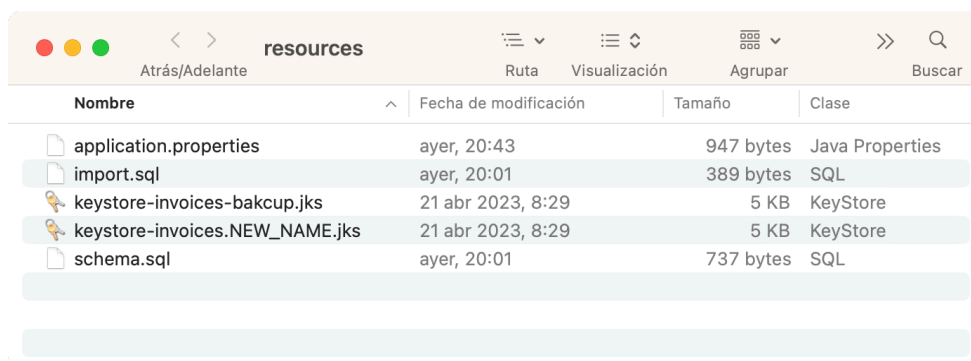 resources
Atrás/Adelante Ruta Visualización Agrupar Buscar
Nombre Fecha de modificación Tamaño Clase
application.properties ayer, 20:43 947 bytes Java Properties
import.sql ayer, 20:01 389 bytes SQL
keystore-invoices-bakcup.jks 21 abr 2023, 8:29 5 KB KeyStore
keystore-invoices.NEW_NAME.jks 21 abr 2023, 8:29 5 KB KeyStore
schema.sql ayer, 20:01 737 bytes SQL